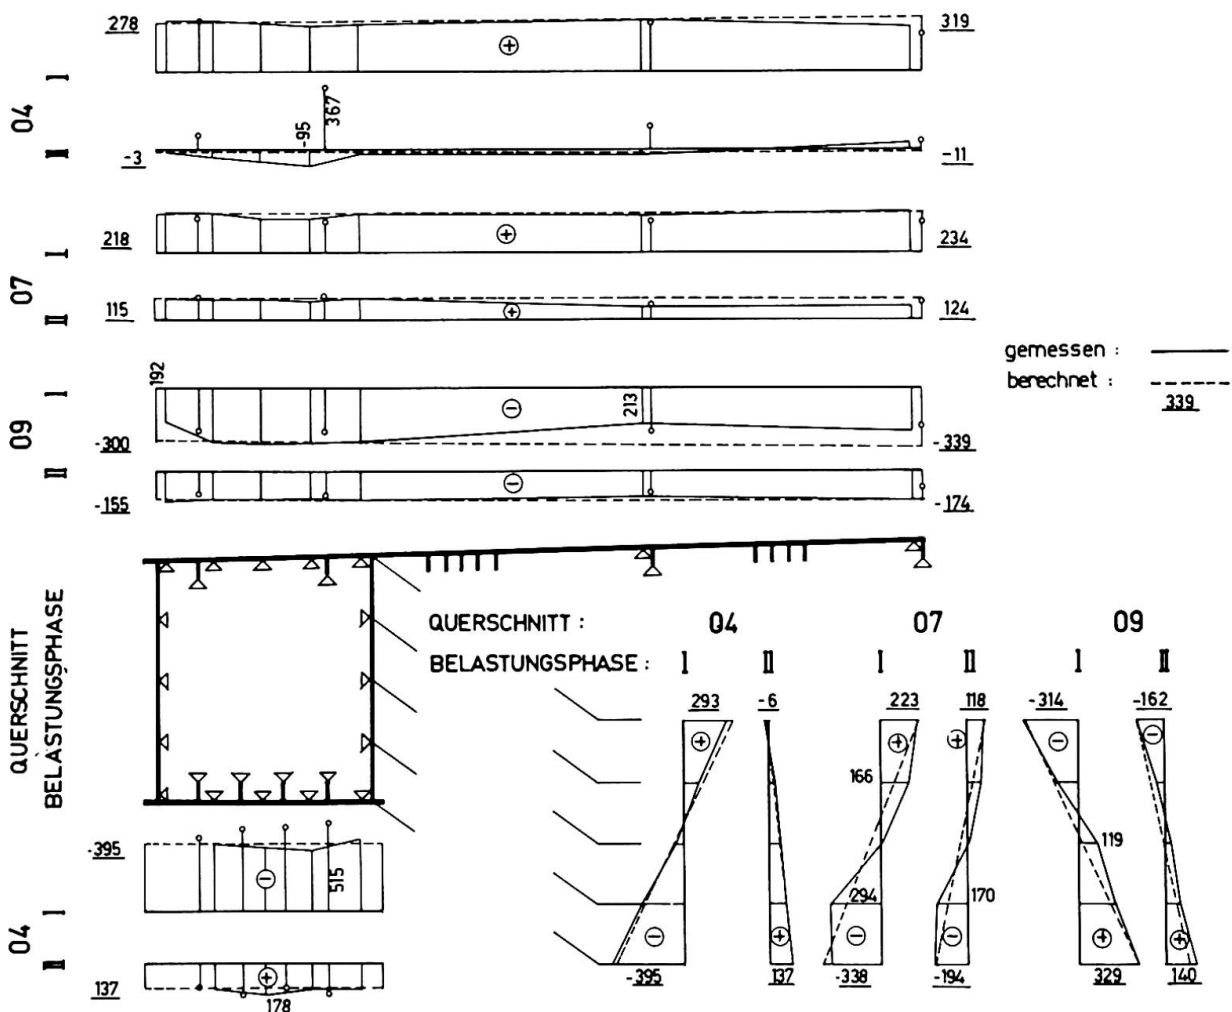 278 319
I
04
367
-95
II
-3 -11
I
218 234
07
115 124
II
gemessen :
berechnet :
339
192
I
213
09
-300 -339
II
-155 -174
QUERSCHNITT
BELASTUNGSPHASE
QUERSCHNITT : 04 07 09
BELASTUNGSPHASE : I II I II I II
293 -6 223 118 -314 -162
+ + + - -
166
119
294 170
- + - - + +
-395 137 -338 -194 329 140
-395
-
515
I
04
II
+
137
178